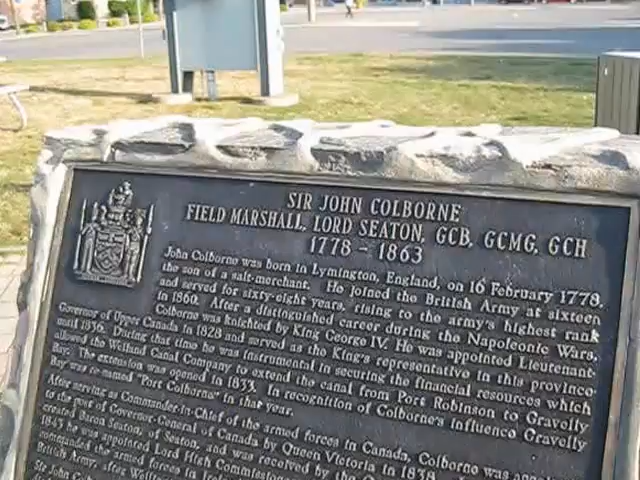 SIR JOHN COLBORNE
FIELD MARSHALL, LORD SEATON, GCB, GCMG, GCH
1778 - 1863
John Colborne was born in Lymington, England, on 16 February 1778,
the son of a salt-merchant. He joined the British Army at sixteen
and served for sixty-eight years, rising to the army's highest rank
in 1860. After a distinguished career during the Napoleonic Wars,
Colborne was knighted by King George IV. He was appointed Lieutenant-
Governor of Upper Canada in 1828 and served as the King's representative in this province
until 1836. During that time he was instrumental in securing the financial resources which
allowed the Welland Canal Company to extend the canal from Port Robinson to Gravelly
Bay. The extension was opened in 1833. In recognition of Colborne's influence Gravelly
Bay was re-named "Port Colborne" in that year.
After serving as Commander-in-Chief of the armed forces in Canada, Colborne was
to the post of Governor-General of Canada by Queen Victoria in 1838.
created Baron Seaton, of Seaton, and was received by the
1843 he was appointed Lord High Commissioner
commanded the armed forces in
British Army, after
Sir John